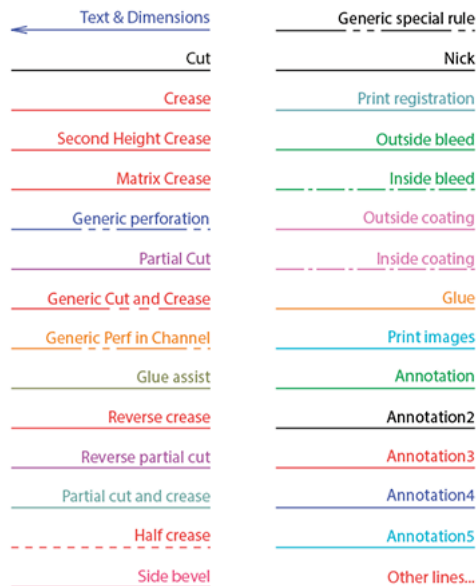 Text & Dimensions
Cut
Crease
Second Height Crease
Matrix Crease
Generic perforation
Partial Cut
Generic Cut and Crease
Generic Perf in Channel
Glue assist
Reverse crease
Reverse partial cut
Partial cut and crease
Half crease
Side bevel
Generic special rule
Nick
Print registration
Outside bleed
Inside bleed
Outside coating
Inside coating
Glue
Print images
Annotation
Annotation2
Annotation3
Annotation4
Annotation5
Other lines...